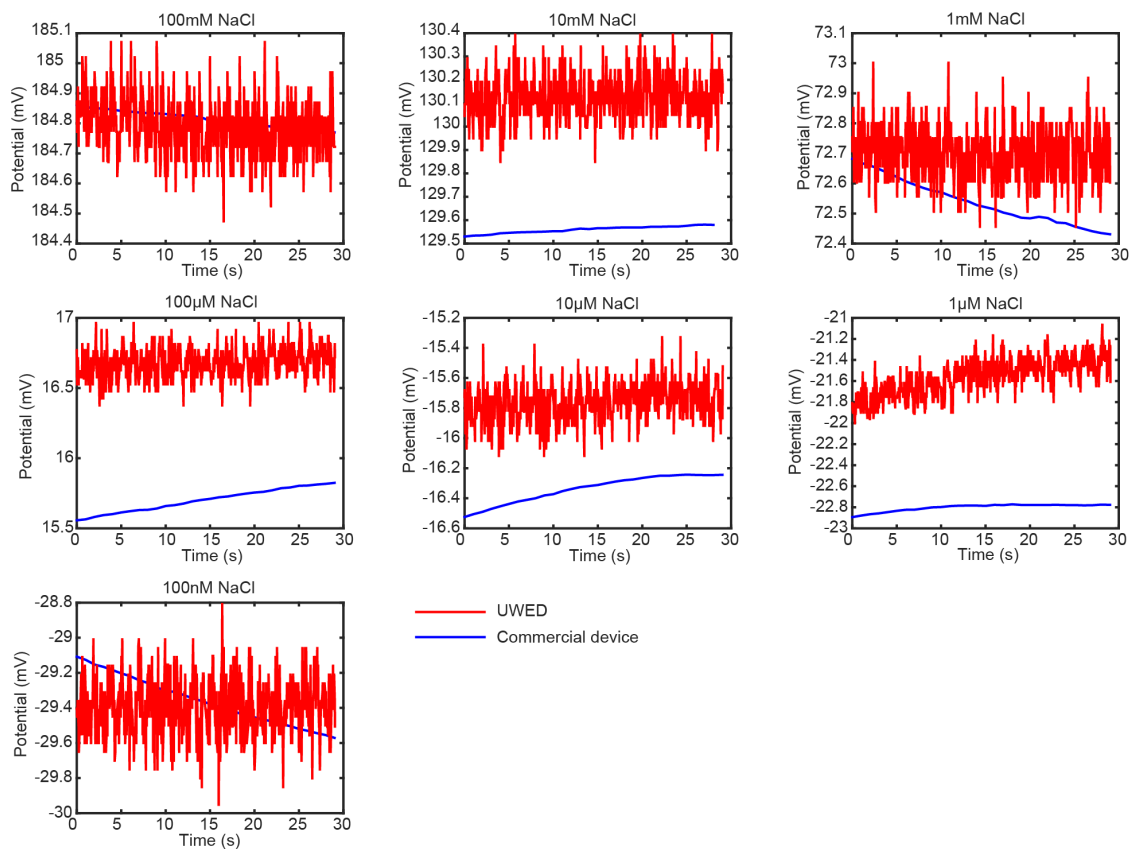 100mM NaCl
10mM NaCl
1mM NaCl
Potential (mV)
185.1
185
184.9
184.8
184.7
184.6
184.5
184.4
0 5 10 15 20 25 30
Time (s)
Potential (mV)
130.4
130.3
130.2
130.1
130
129.9
129.8
129.7
129.6
129.5
0 5 10 15 20 25 30
Time (s)
Potential (mV)
73.1
73
72.9
72.8
72.7
72.6
72.5
72.4
0 5 10 15 20 25 30
Time (s)
100µM NaCl
10µM NaCl
1µM NaCl
Potential (mV)
17
16.5
16
15.5
0 5 10 15 20 25 30
Time (s)
Potential (mV)
-15.2
-15.4
-15.6
-15.8
-16
-16.2
-16.4
-16.6
0 5 10 15 20 25 30
Time (s)
Potential (mV)
-21
-21.2
-21.4
-21.6
-21.8
-22
-22.2
-22.4
-22.6
-22.8
-23
0 5 10 15 20 25 30
Time (s)
100nM NaCl
Potential (mV)
-28.8
-29
-29.2
-29.4
-29.6
-29.8
-30
0 5 10 15 20 25 30
Time (s)
UWED
Commercial device